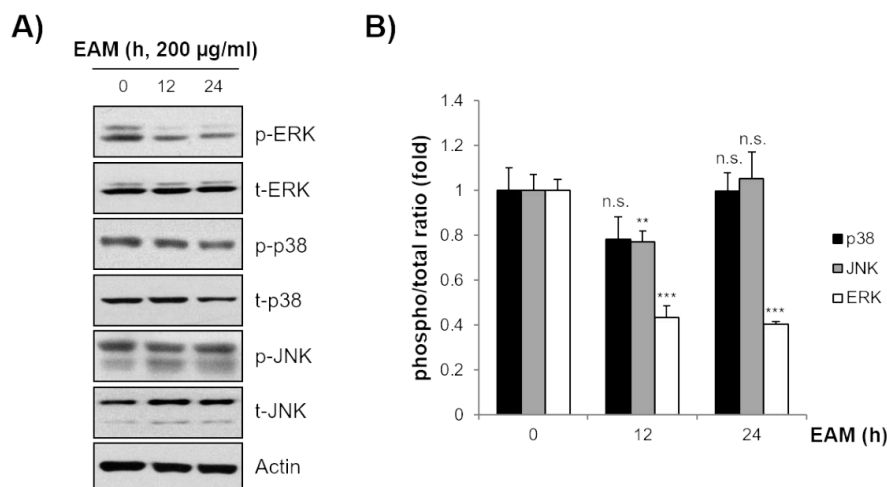 A)
EAM (h, 200 µg/ml)
0 12 24
p-ERK
t-ERK
p-p38
t-p38
p-JNK
t-JNK
Actin
B)
phospho/total ratio (fold)
1.4
1.2
1
0.8
0.6
0.4
0.2
0
n.s.
**
***
n.s.
n.s.
***
0 12 24 EAM (h)
p38
JNK
ERK